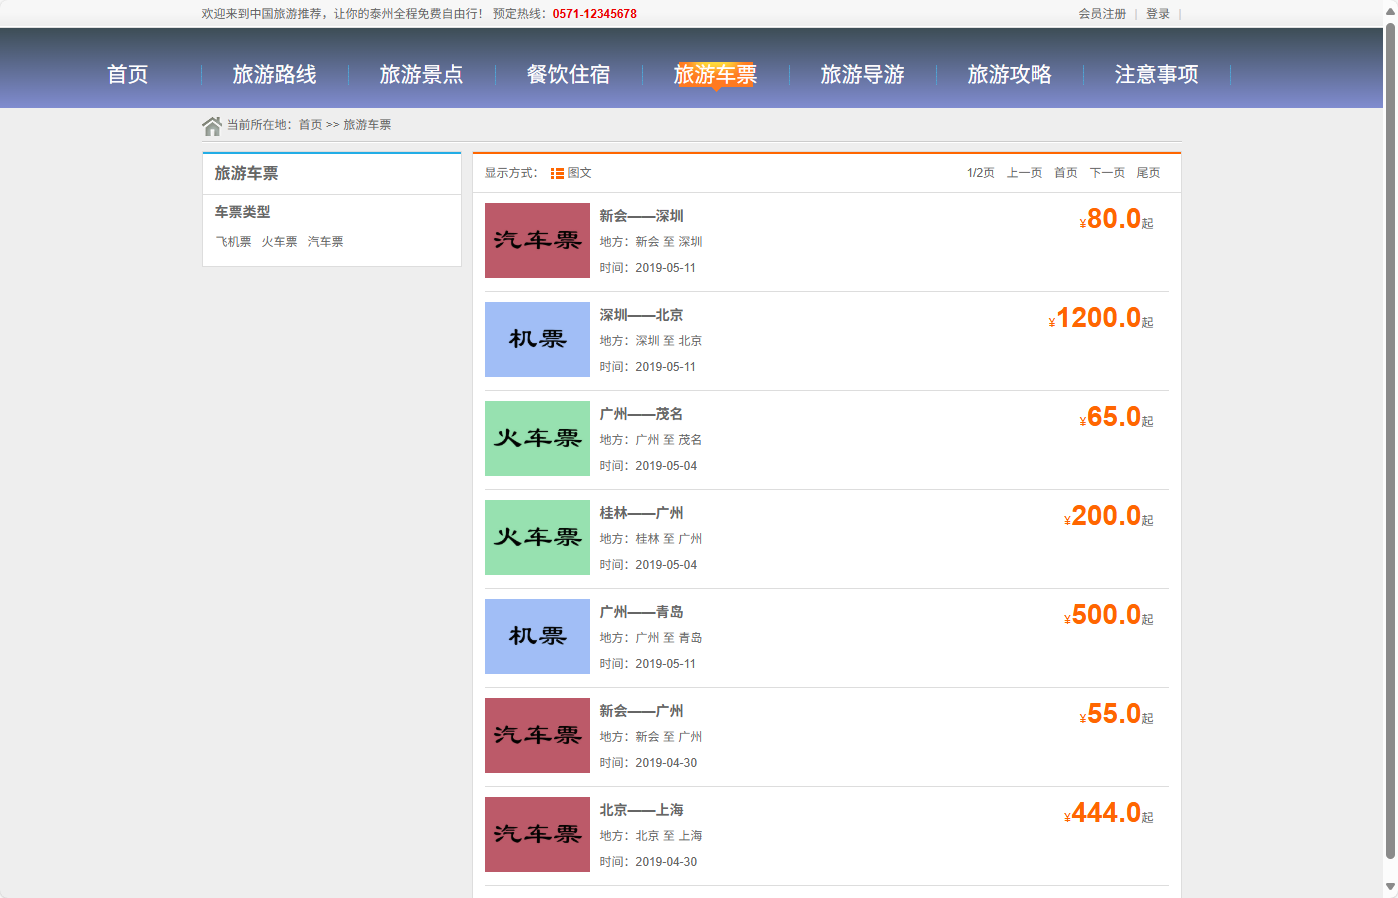 欢迎来到中国旅游推荐，让你的泰州全程免费自由行！ 预定热线：0571-12345678
会员注册 | 登录 |
首页 旅游路线 旅游景点 餐饮住宿 旅游车票 旅游导游 旅游攻略 注意事项
当前所在地：首页 >> 旅游车票
旅游车票
车票类型
飞机票 火车票 汽车票
显示方式： 图文
1/2页 上一页 首页 下一页 尾页
汽车票
新会——深圳
地方：新会 至 深圳
时间：2019-05-11
¥80.0起
机票
深圳——北京
地方：深圳 至 北京
时间：2019-05-11
¥1200.0起
火车票
广州——茂名
地方：广州 至 茂名
时间：2019-05-04
¥65.0起
火车票
桂林——广州
地方：桂林 至 广州
时间：2019-05-04
¥200.0起
机票
广州——青岛
地方：广州 至 青岛
时间：2019-05-11
¥500.0起
汽车票
新会——广州
地方：新会 至 广州
时间：2019-04-30
¥55.0起
汽车票
北京——上海
地方：北京 至 上海
时间：2019-04-30
¥444.0起